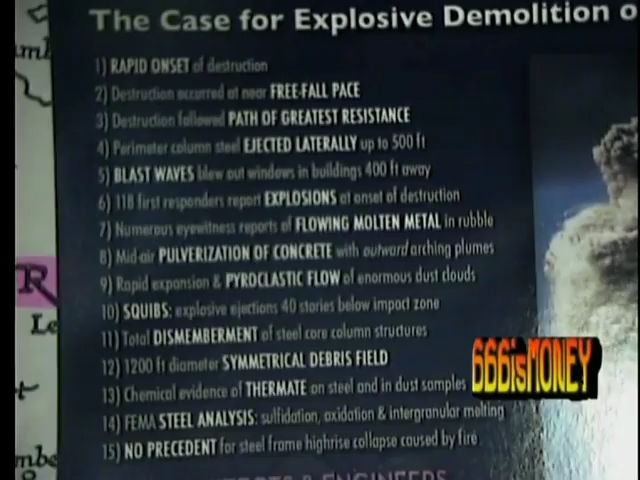 The Case for Explosive Demolition o
1) RAPID ONSET of destruction
2) Destruction occurred at near FREE-FALL PACE
3) Destruction followed PATH OF GREATEST RESISTANCE
4) Perimeter column steel EJECTED LATERALLY up to 500 ft
5) BLAST WAVES blew out windows in buildings 400 ft away
6) 118 first responders report EXPLOSIONS at onset of destruction
7) Numerous eyewitness reports of FLOWING MOLTEN METAL in rubble
8) Mid-air PULVERIZATION OF CONCRETE with outward arching plumes
9) Rapid expansion & PYROCLASTIC FLOW of enormous dust clouds
10) SQUIBS: explosive ejections 40 stories below impact zone
11) Total DISMEMBERMENT of steel core column structures
12) 1200 ft diameter SYMMETRICAL DEBRIS FIELD
13) Chemical evidence of THERMATE on steel and in dust samples
14) FEMA STEEL ANALYSIS: sulfidation, oxidation & intergranular melting
15) NO PRECEDENT for steel frame highrise collapse caused by fire
R
Le
mbe
666isMONEY